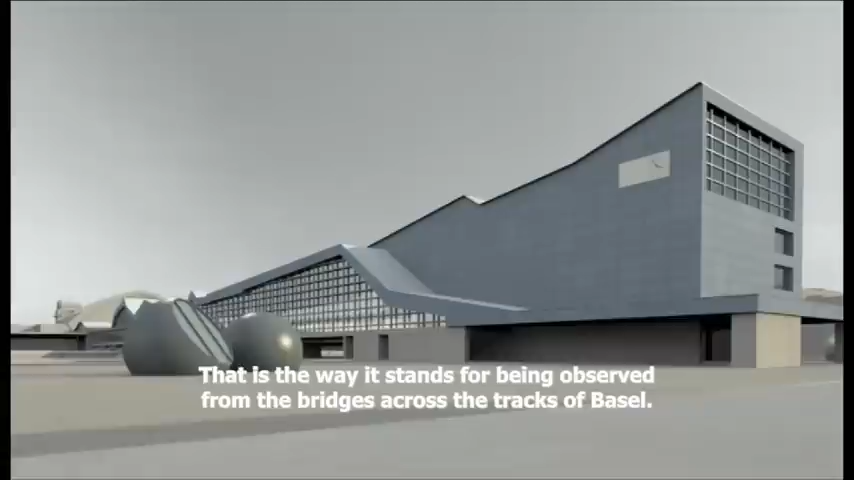 That is the way it stands for being observed
from the bridges across the tracks of Basel.